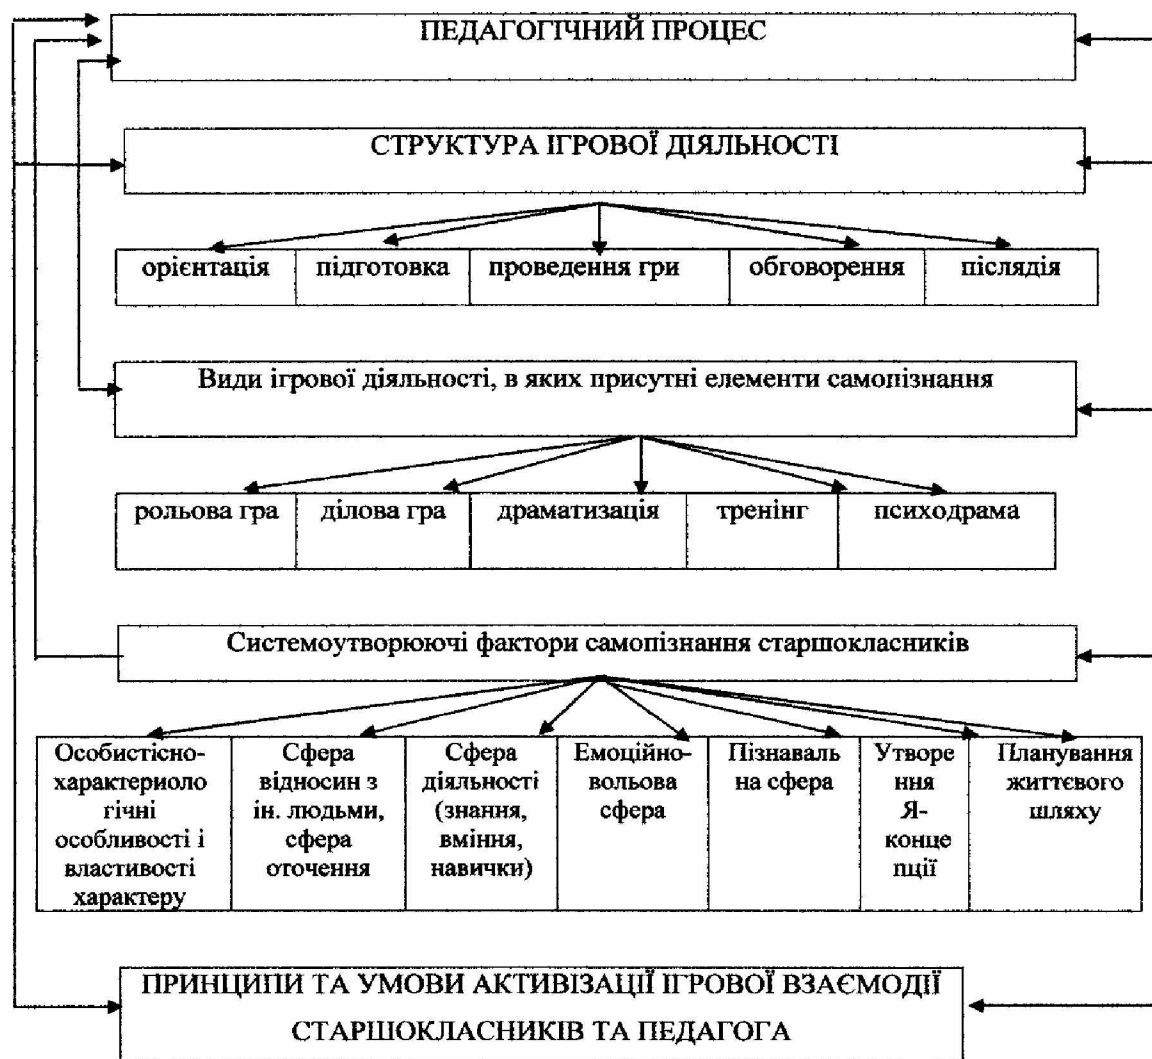 ПЕДАГОГІЧНИЙ ПРОЦЕС
СТРУКТУРА ІГРОВОЇ ДІЯЛЬНОСТІ
орієнтація
підготовка
проведення гри
обговорення
післядія
Види ігрової діяльності, в яких присутні елементи самопізнання
рольова гра
ділова гра
драматизація
тренінг
психодрама
Системоутворюючі фактори самопізнання старшокласників
Особистісно-
характериоло
гічні
особливості і
властивості
характеру
Сфера
відносин з
ін. людьми,
сфера
оточення
Сфера
діяльності
(знання,
вміння,
навички)
Емоційно-
вольова
сфера
Пізнаваль
на сфера
Утворе
ння
Я-
конце
пції
Планування
життєвого
шляху
ПРИНЦИПИ ТА УМОВИ АКТИВІЗАЦІЇ ІГРОВОЇ ВЗАЄМОДІЇ
СТАРШОКЛАСНИКІВ ТА ПЕДАГОГА